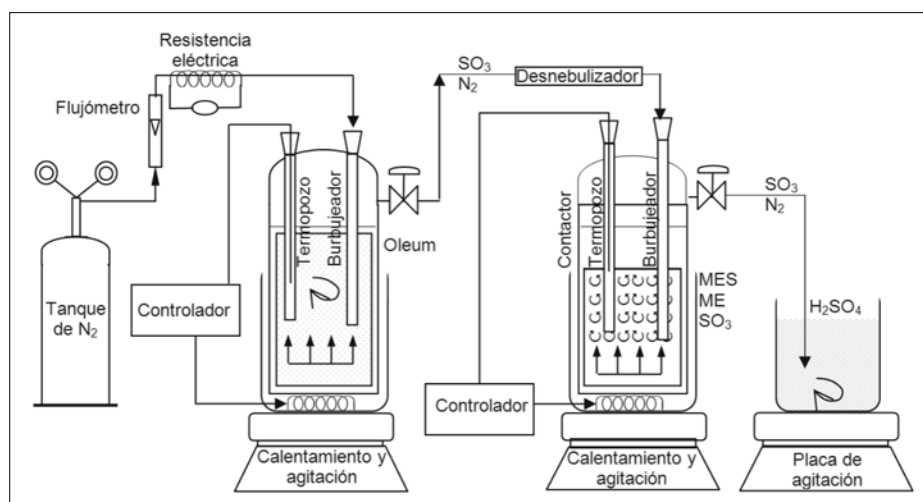 Resistencia
eléctrica
Flujómetro
SO₃
N₂
Desnebulizador
Termopozo
Burbujeador
Oleum
Contactor
Termopozo
Burbujeador
SO₃
N₂
MES
ME
SO₃
H₂SO₄
Tanque
de N₂
Controlador
Controlador
Calentamiento y
agitación
Calentamiento y
agitación
Placa de
agitación